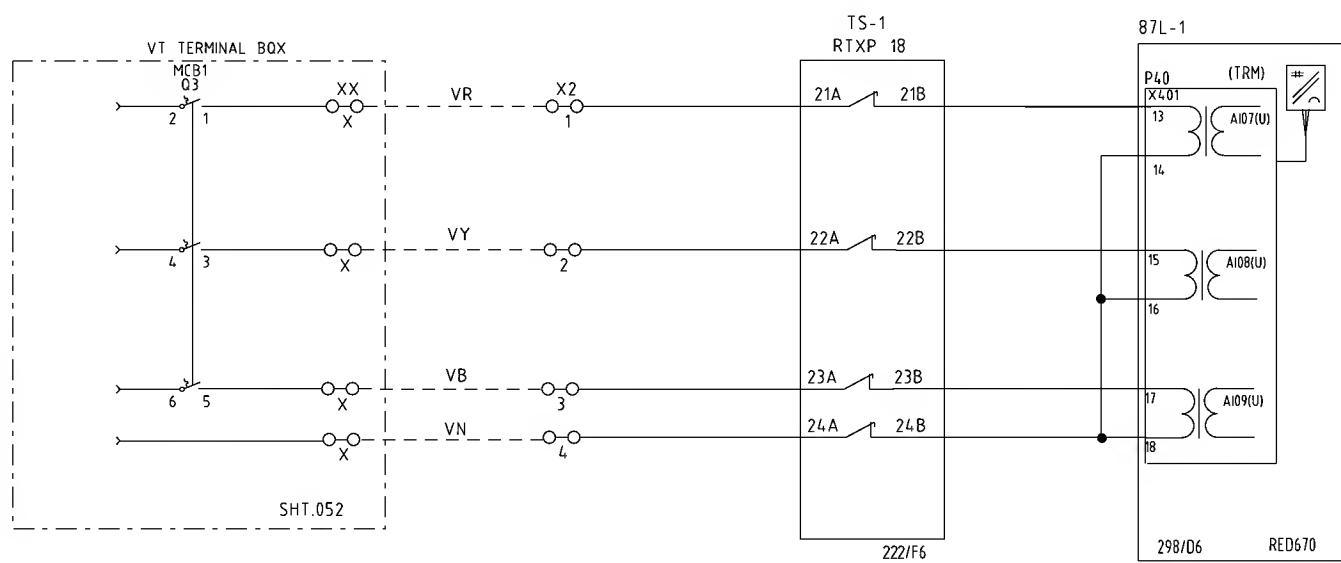 TS-1
RTXP 18
87L-1
VT TERMINAL BOX
MCB1
Q3
XX
X
VR
X2
1
2 1
21A 21B
P40
X401
(TRM)
13
14
AI07(U)
4 3
X
VY
2
22A 22B
15
16
AI08(U)
6 5
X
VB
3
23A 23B
17
AI09(U)
X
VN
4
24A 24B
18
SHT.052
222/F6
298/D6
RED670